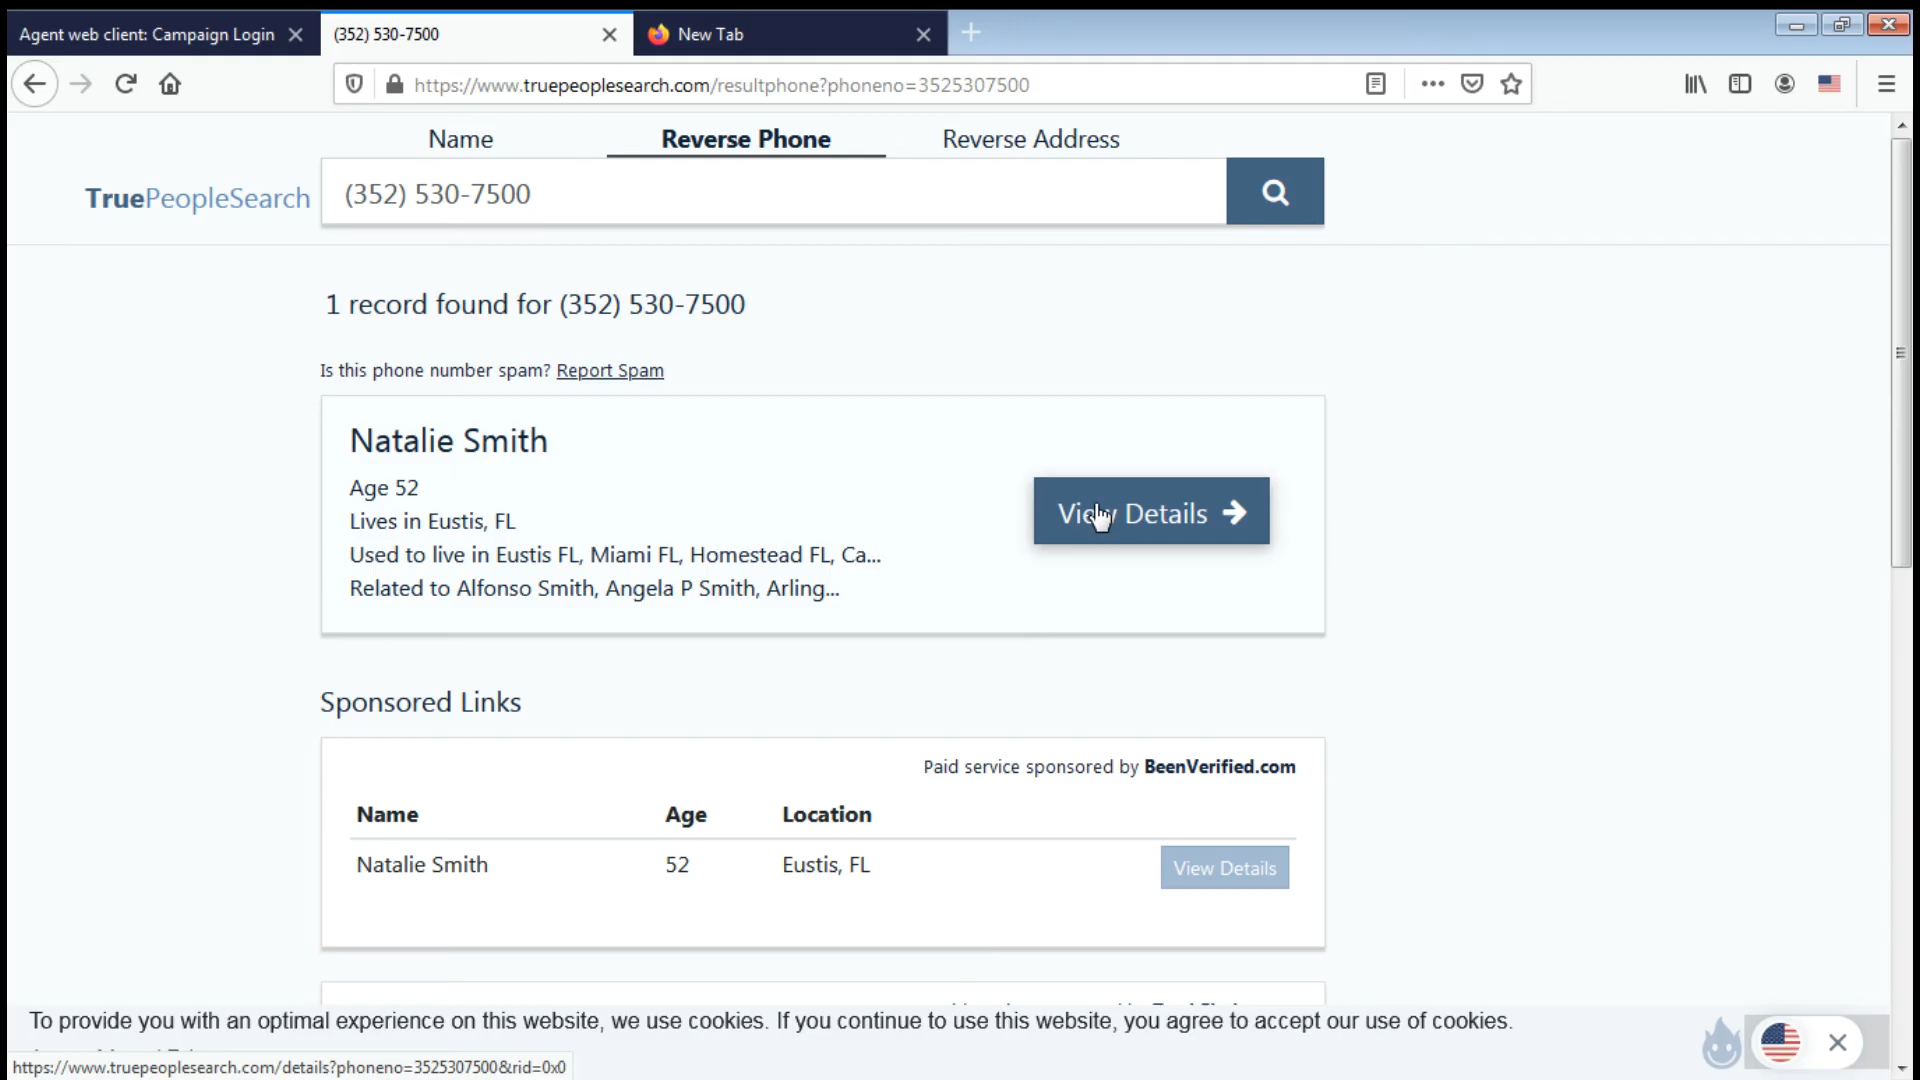 Agent web client: Campaign Login
(352) 530-7500
New Tab
https://www.truepeoplesearch.com/resultphone?phoneno=3525307500
Name
Reverse Phone
Reverse Address
TruePeopleSearch
(352) 530-7500
1 record found for (352) 530-7500
Is this phone number spam? Report Spam
Natalie Smith
Age 52
Lives in Eustis, FL
Used to live in Eustis FL, Miami FL, Homestead FL, Ca...
Related to Alfonso Smith, Angela P Smith, Arling...
View Details
Sponsored Links
Paid service sponsored by BeenVerified.com
Name Age Location
Natalie Smith 52 Eustis, FL
View Details
To provide you with an optimal experience on this website, we use cookies. If you continue to use this website, you agree to accept our use of cookies.
https://www.truepeoplesearch.com/details?phoneno=3525307500&rid=0x0